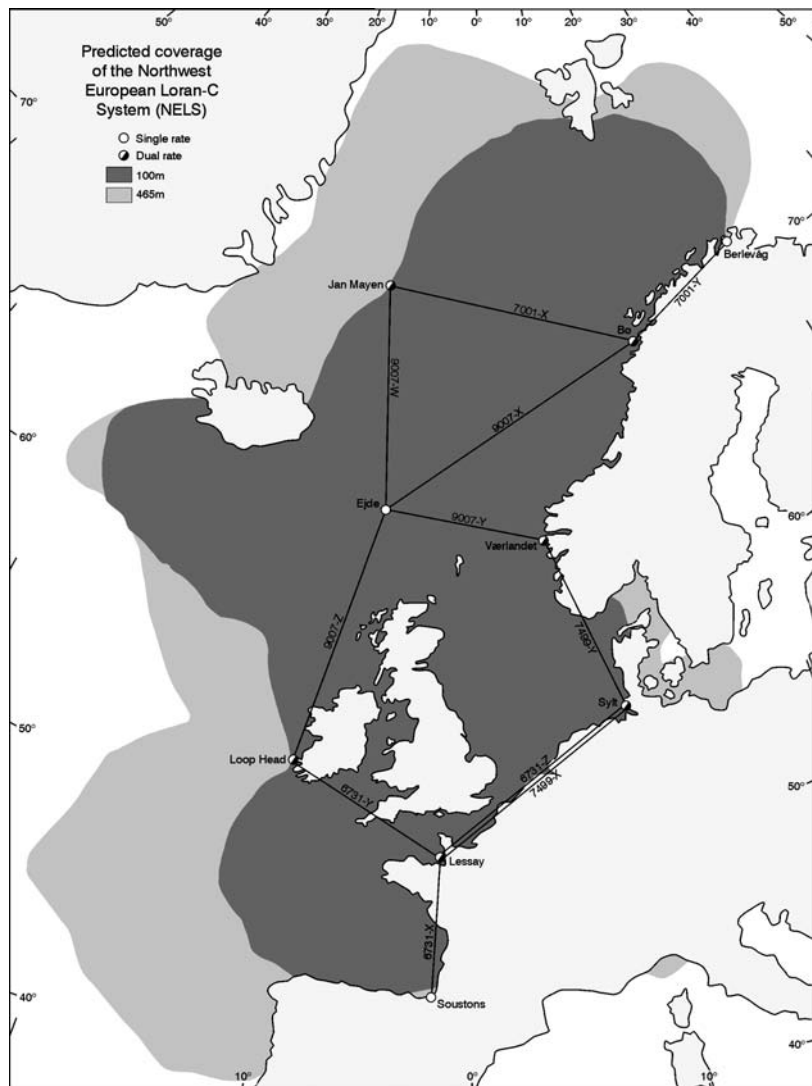 50° 40° 30° 20° 10° 0° 10° 20° 30° 40° 50°
Predicted coverage
of the Northwest
European Loran-C
System (NELS)
Single rate
Dual rate
100m
465m
70°
70°
Berlevåg
7001-Y
Jan Mayen
7001-X
Bø
9007-W
9007-X
60°
Ejde
9007-Y
Værlandet
60°
9007-Z
7499-Y
Sylt
50°
Loop Head
6731-Z
7499-X
6731-Y
50°
Lessay
6731-X
40°
Soustons
40°
10° 0° 10°